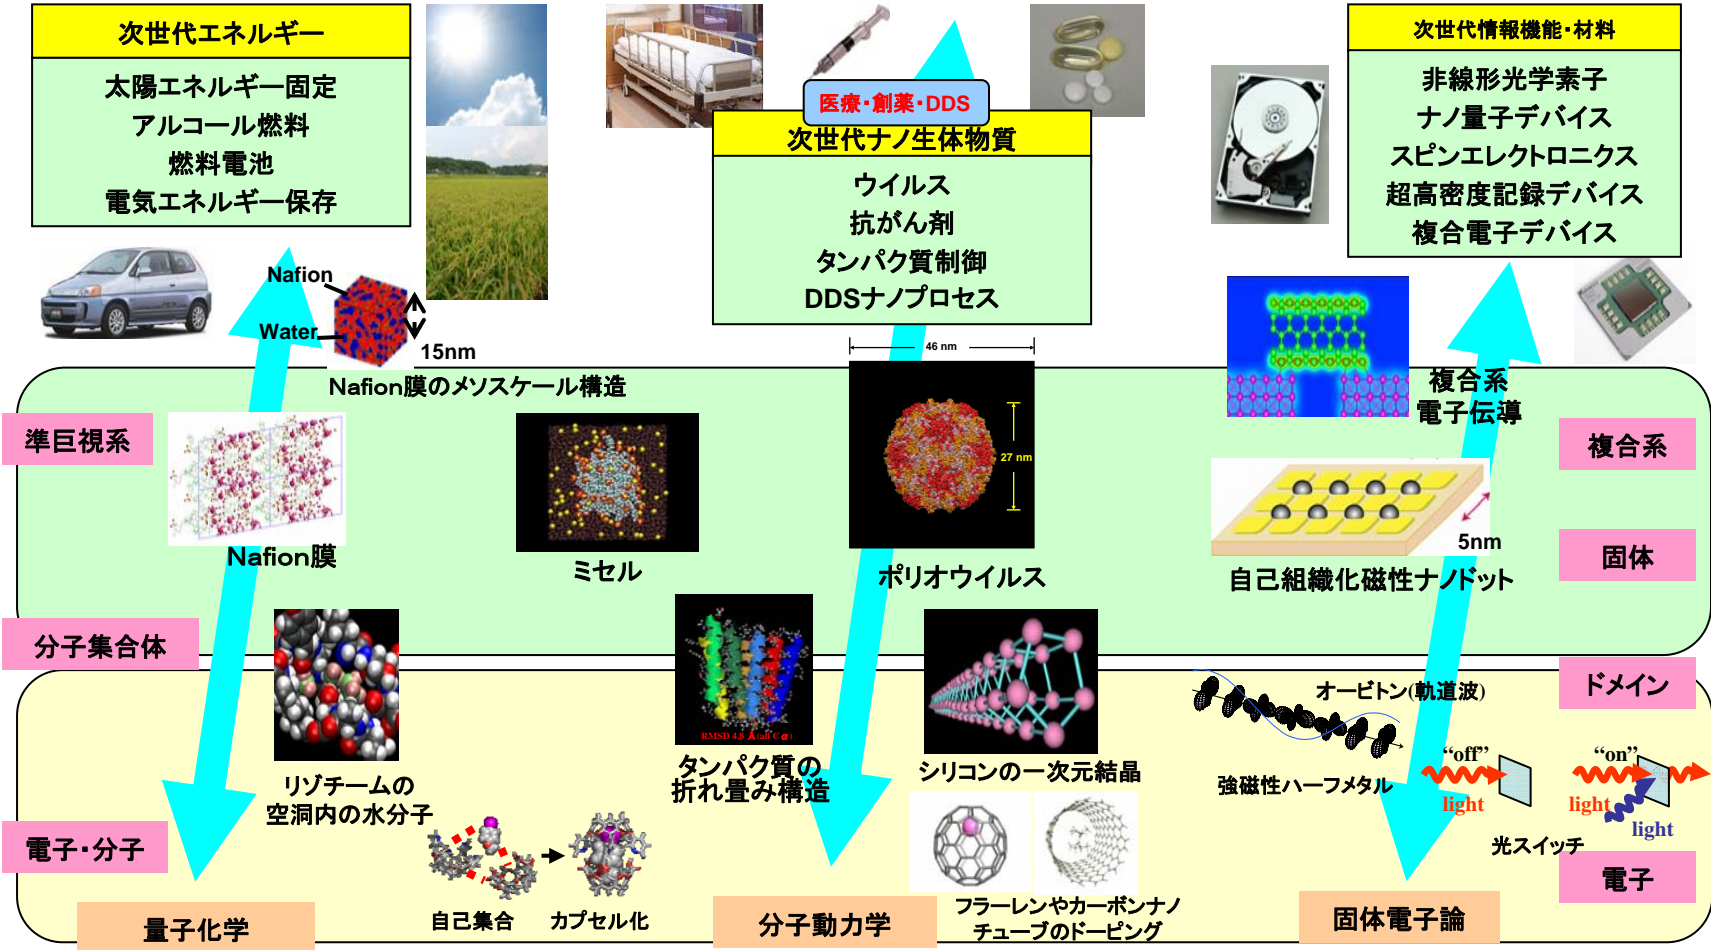 次世代エネルギー
太陽エネルギー固定
アルコール燃料
燃料電池
電気エネルギー保存
医療・創薬・DDS
次世代ナノ生体物質
ウイルス
抗がん剤
タンパク質制御
DDSナノプロセス
次世代情報機能・材料
非線形光学素子
ナノ量子デバイス
スピンエレクトロニクス
超高密度記録デバイス
複合電子デバイス
Nafion
Water
15nm
Nafion膜のメソスケール構造
46 nm
27 nm
複合系
電子伝導
準巨視系
複合系
Nafion膜
ミセル
ポリオウイルス
5nm
自己組織化磁性ナノドット
固体
分子集合体
ドメイン
リゾチームの
空洞内の水分子
RMSD 4.8 Å (all Cα)
タンパク質の
折れ畳み構造
シリコンの一次元結晶
オービトン(軌道波)
強磁性ハーフメタル
“off”
light
“on”
light
light
光スイッチ
電子・分子
電子
自己集合
カプセル化
フラーレンやカーボンナノ
チューブのドーピング
量子化学
分子動力学
固体電子論